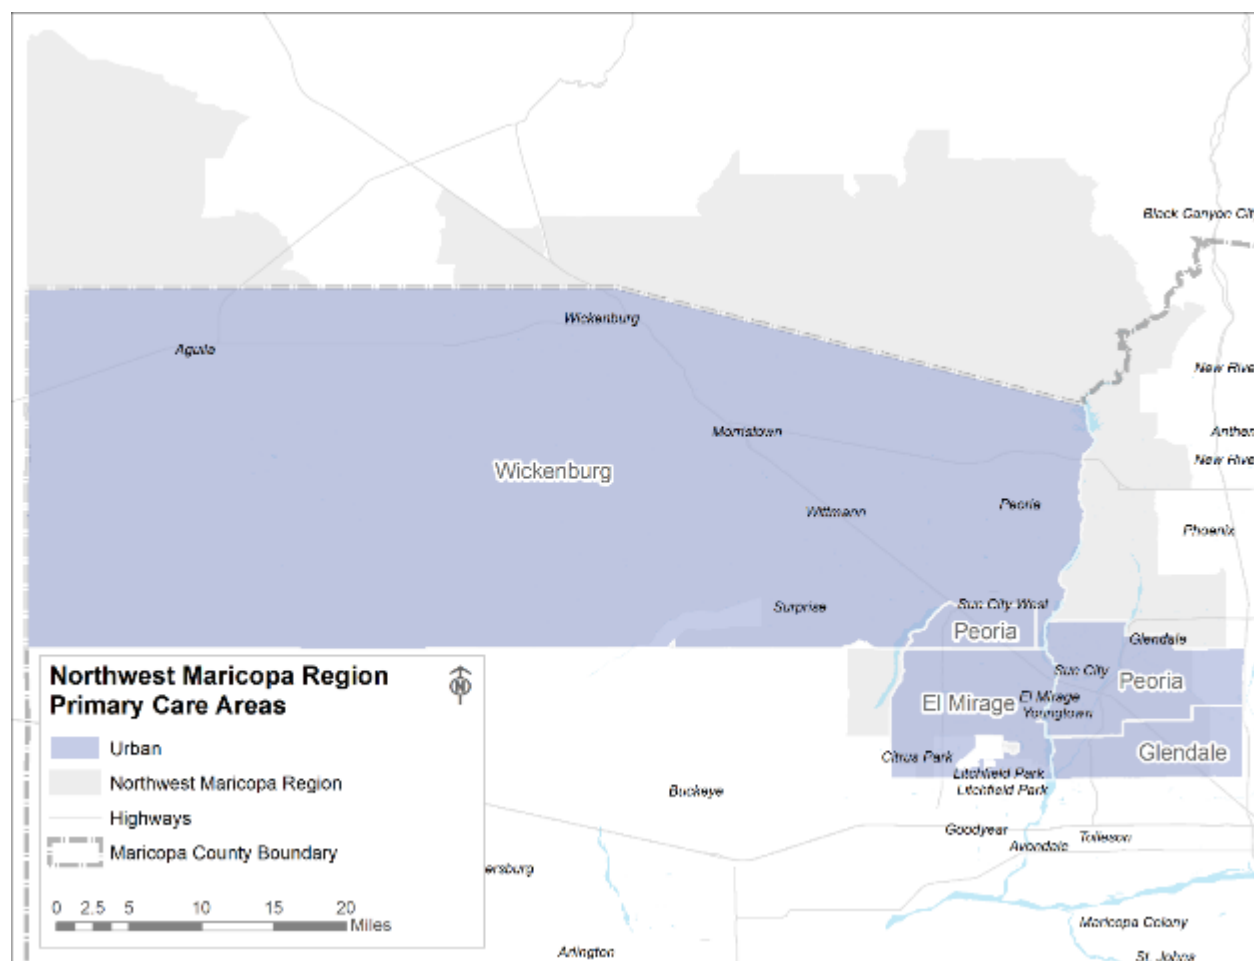 Black Canyon City
New Rive
Wickenburg
Aguila
Morristown
Anthem
New Rive
Wickenburg
Peoria
Wittmann
Phoenix
Surprise
Sun City West
Peoria
Glendale
Sun City
Peoria
El Mirage
El Mirage
Youngtown
Citrus Park
Glendale
Litchfield Park
Litchfield Park
Buckeye
Goodyear
Tolleson
Avondale
ersburg
Maricopa Colony
Arlington
St. Johns
Northwest Maricopa Region
Primary Care Areas
N
Urban
Northwest Maricopa Region
Highways
Maricopa County Boundary
0 2.5 5 10 15 20
Miles